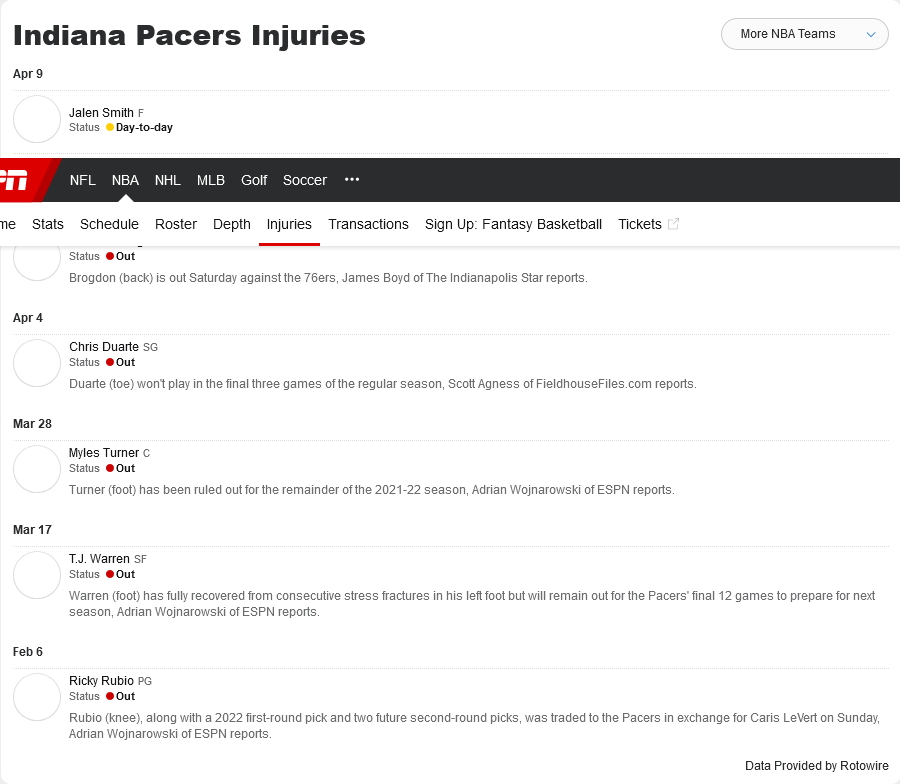 Indiana Pacers Injuries
More NBA Teams
Apr 9
Jalen Smith F
Status Day-to-day
NFL NBA NHL MLB Golf Soccer •••
me Stats Schedule Roster Depth Injuries Transactions Sign Up: Fantasy Basketball Tickets
Status Out
Brogdon (back) is out Saturday against the 76ers, James Boyd of The Indianapolis Star reports.
Apr 4
Chris Duarte SG
Status Out
Duarte (toe) won't play in the final three games of the regular season, Scott Agness of FieldhouseFiles.com reports.
Mar 28
Myles Turner C
Status Out
Turner (foot) has been ruled out for the remainder of the 2021-22 season, Adrian Wojnarowski of ESPN reports.
Mar 17
T.J. Warren SF
Status Out
Warren (foot) has fully recovered from consecutive stress fractures in his left foot but will remain out for the Pacers' final 12 games to prepare for next
season, Adrian Wojnarowski of ESPN reports.
Feb 6
Ricky Rubio PG
Status Out
Rubio (knee), along with a 2022 first-round pick and two future second-round picks, was traded to the Pacers in exchange for Caris LeVert on Sunday,
Adrian Wojnarowski of ESPN reports.
Data Provided by Rotowire